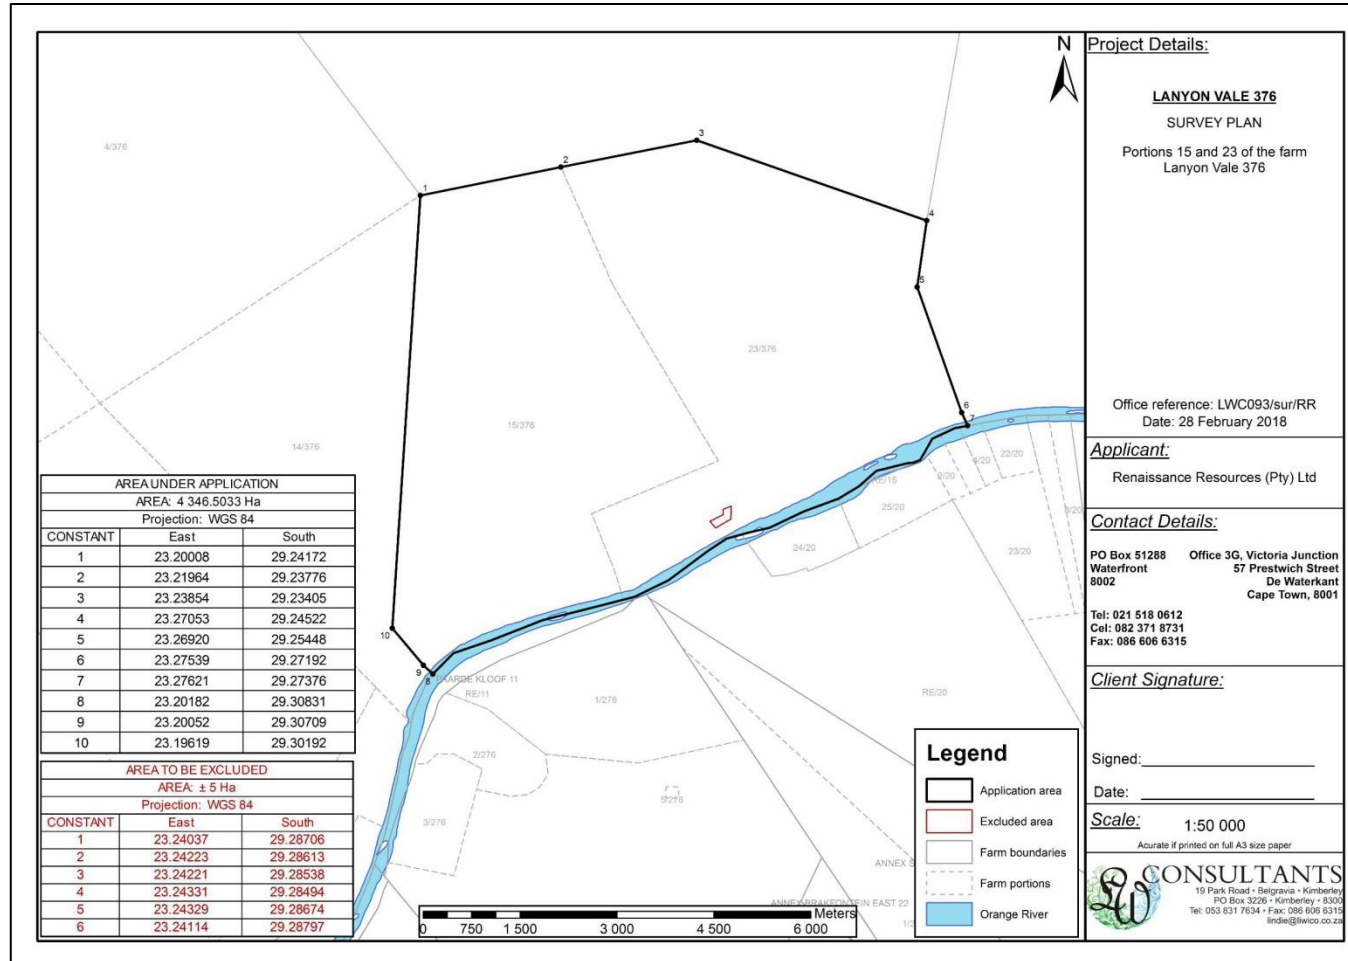 N
4/376
1
2
3
4
5
6
7
8
9
10
23/376
15/376
14/376
RE/15
2/20
4/20
22/20
25/20
24/20
23/20
RE/20
PAARDE KLOOF 11
RE/11
1/276
2/276
3/276
5/276
ANNEX BRAKFONTEIN EAST 22
AREA UNDER APPLICATION
AREA: 4 346.5033 Ha
Projection: WGS 84
CONSTANT East South
1 23.20008 29.24172
2 23.21964 29.23776
3 23.23854 29.23405
4 23.27053 29.24522
5 23.26920 29.25448
6 23.27539 29.27192
7 23.27621 29.27376
8 23.20182 29.30831
9 23.20052 29.30709
10 23.19619 29.30192
AREA TO BE EXCLUDED
AREA: ± 5 Ha
Projection: WGS 84
CONSTANT East South
1 23.24037 29.28706
2 23.24223 29.28613
3 23.24221 29.28538
4 23.24331 29.28494
5 23.24329 29.28674
6 23.24114 29.28797
Meters
0 750 1 500 3 000 4 500 6 000
Legend
Application area
Excluded area
Farm boundaries
Farm portions
Orange River
Project Details:
LANYON VALE 376
SURVEY PLAN
Portions 15 and 23 of the farm
Lanyon Vale 376
Office reference: LWC093/sur/RR
Date: 28 February 2018
Applicant:
Renaissance Resources (Pty) Ltd
Contact Details:
PO Box 51288 Office 3G, Victoria Junction
Waterfront 57 Prestwich Street
8002 De Waterkant
Cape Town, 8001
Tel: 021 518 0612
Cel: 082 371 8731
Fax: 086 606 6315
Client Signature:
Signed:
Date:
Scale: 1:50 000
Acurate if printed on full A3 size paper
LW CONSULTANTS
19 Park Road • Belgravia • Kimberley
PO Box 3226 • Kimberley • 8300
Tel: 053 831 7634 • Fax: 086 606 6315
lindie@liwico.co.za